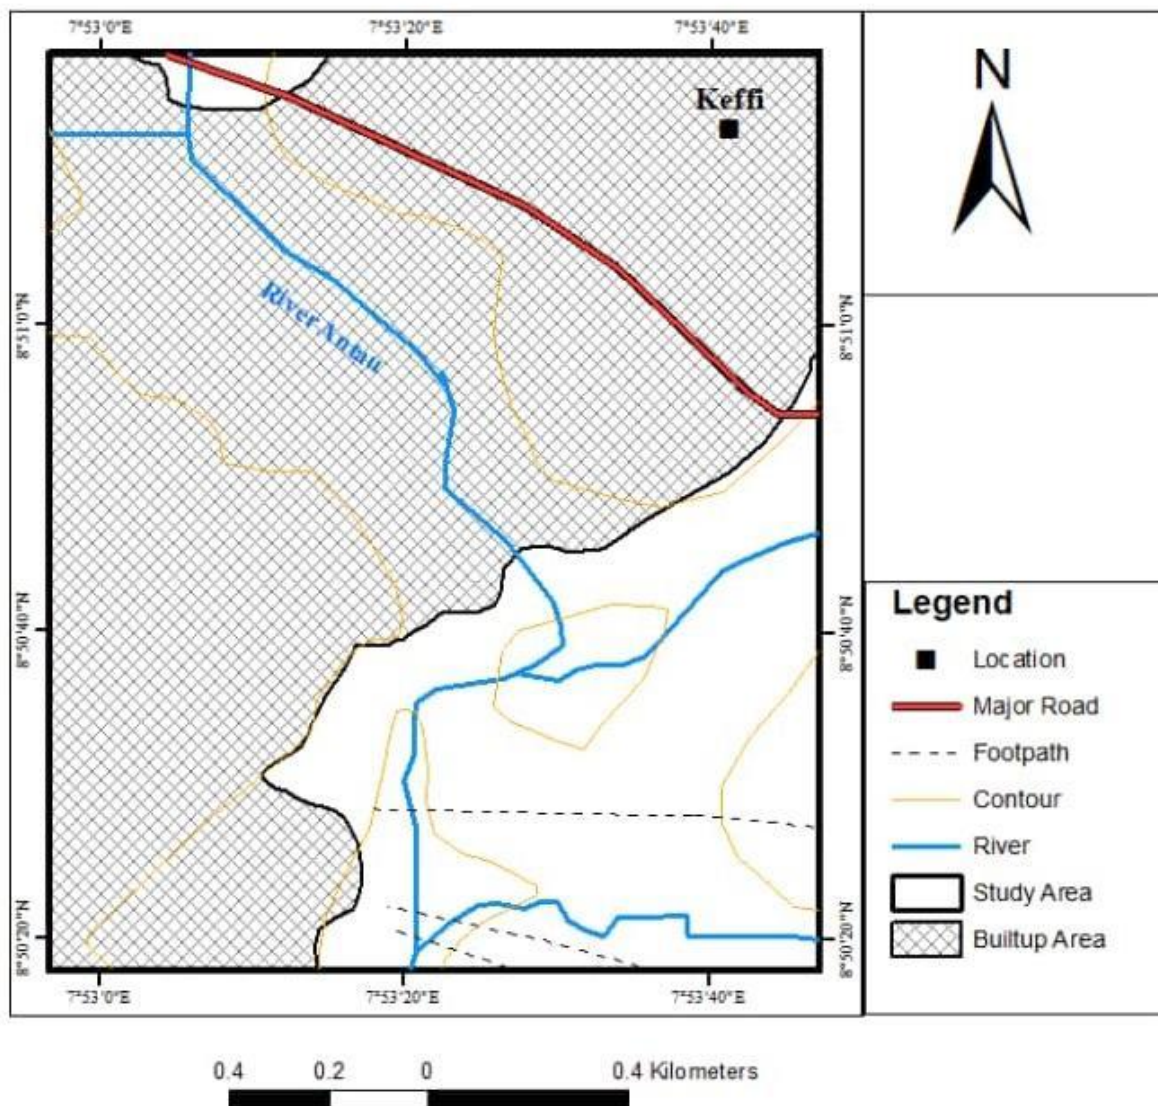 7°53'0"E 7°53'20"E 7°53'40"E
N
Keffi
River Antau
8°51'0"N 8°51'0"N
8°50'40"N 8°50'40"N
8°50'20"N 8°50'20"N
7°53'0"E 7°53'20"E 7°53'40"E
Legend
Location
Major Road
Footpath
Contour
River
Study Area
Builtup Area
0.4 0.2 0 0.4 Kilometers